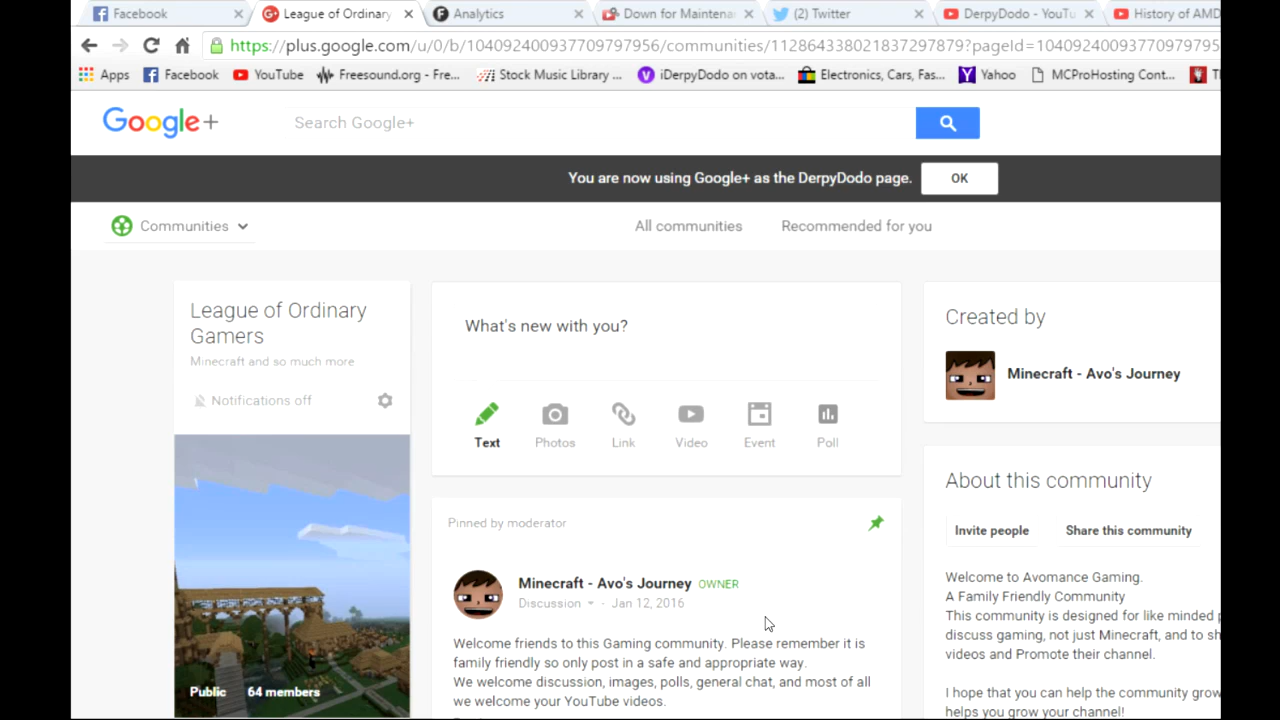 Facebook
League of Ordinary
Analytics
Down for Maintena
(2) Twitter
DerpyDodo - YouTu
History of AMD
https://plus.google.com/u/0/b/104092400937709797956/communities/112864338021837297879?pageId=10409240093770979795
Apps
Facebook
YouTube
Freesound.org - Fre...
Stock Music Library ...
iDerpyDodo on vota...
Electronics, Cars, Fas...
Yahoo
MCProHosting Cont...
Google+
Search Google+
You are now using Google+ as the DerpyDodo page.
OK
Communities
All communities
Recommended for you
League of Ordinary
Gamers
Minecraft and so much more
Notifications off
Public
64 members
What's new with you?
Text
Photos
Link
Video
Event
Poll
Pinned by moderator
Minecraft - Avo's Journey OWNER
Discussion - Jan 12, 2016
Welcome friends to this Gaming community. Please remember it is
family friendly so only post in a safe and appropriate way.
We welcome discussion, images, polls, general chat, and most of all
we welcome your YouTube videos.
Created by
Minecraft - Avo's Journey
About this community
Invite people
Share this community
Welcome to Avomance Gaming.
A Family Friendly Community
This community is designed for like minded p
discuss gaming, not just Minecraft, and to sh
videos and Promote their channel.
I hope that you can help the community grow
helps you grow your channel!